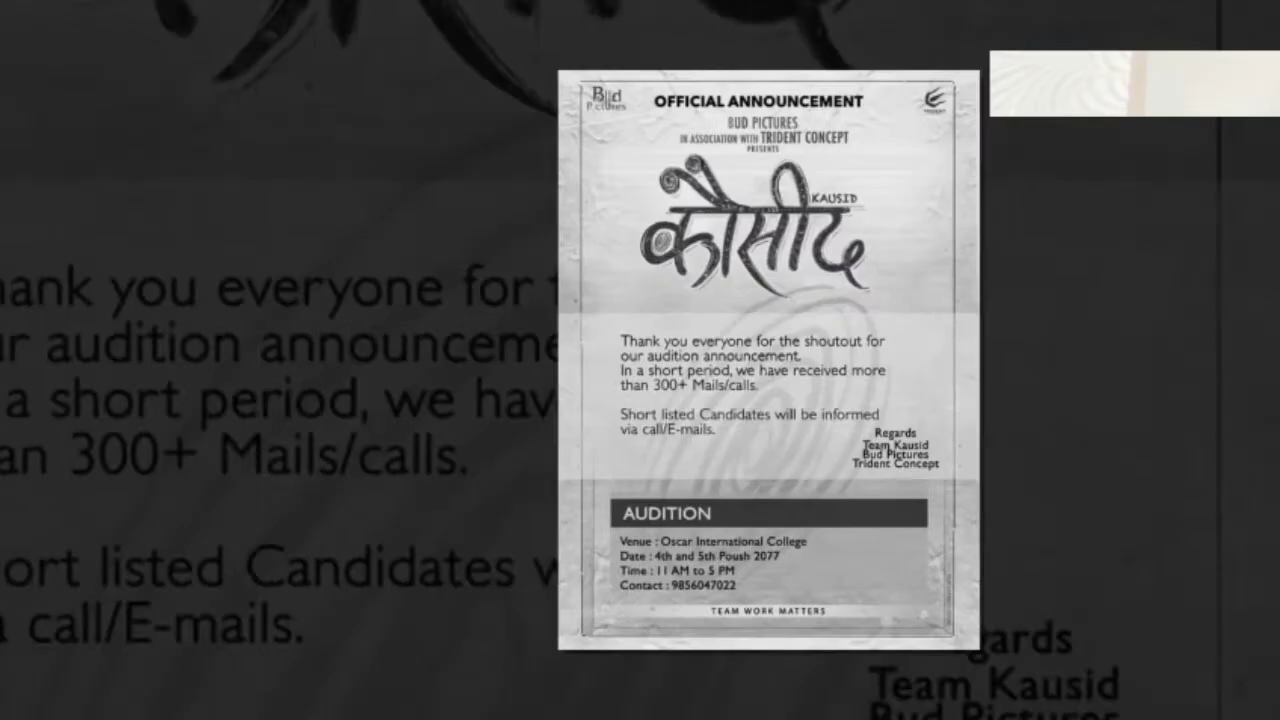 Bud
Pictures
OFFICIAL ANNOUNCEMENT
BUD PICTURES
IN ASSOCIATION WITH TRIDENT CONCEPT
PRESENTS
KAUSID
कौसीद
Thank you everyone for the shoutout for
our audition announcement.
In a short period, we have received more
than 300+ Mails/calls.
Short listed Candidates will be informed
via call/E-mails.
Regards
Team Kausid
Bud Pictures
Trident Concept
AUDITION
Venue : Oscar International College
Date : 4th and 5th Poush 2077
Time : 11 AM to 5 PM
Contact : 9856047022
TEAM WORK MATTERS
hank you everyone for
ur audition announceme
a short period, we hav
an 300+ Mails/calls.
ort listed Candidates w
a call/E-mails.
egards
Team Kausid
Bud Pictures